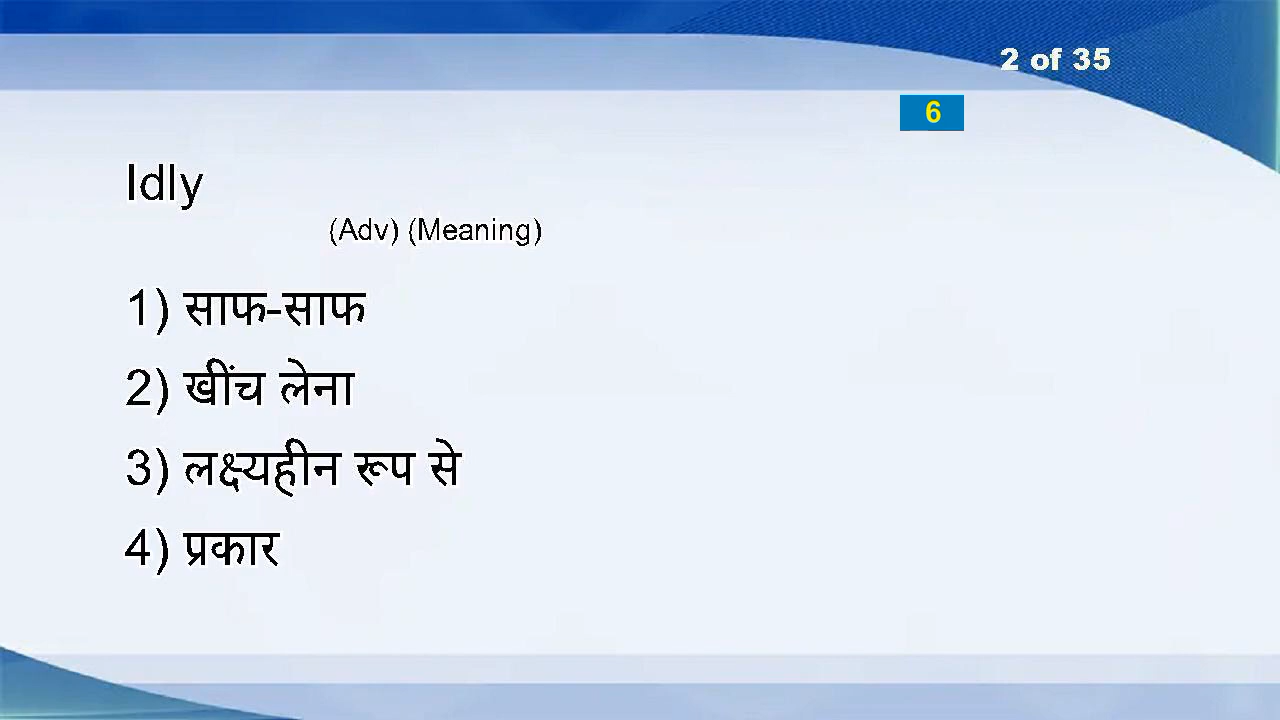 2 of 35
6
Idly
(Adv) (Meaning)
1) साफ-साफ
2) खींच लेना
3) लक्ष्यहीन रूप से
4) प्रकार